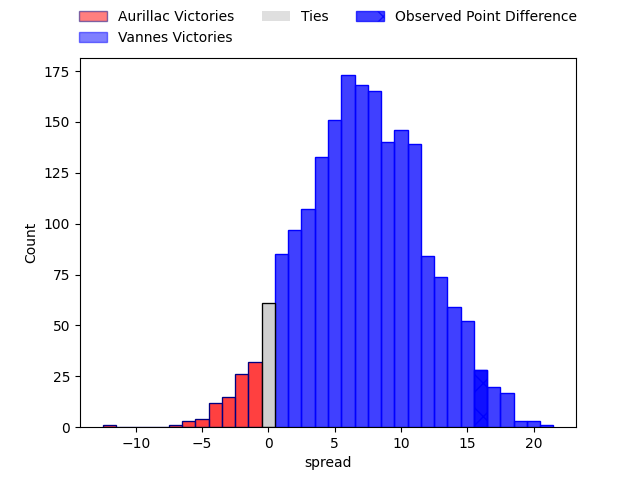 Aurillac Victories
Vannes Victories
Ties
Observed Point Difference
175
150
125
100
75
50
25
0
Count
−10 −5 0 5 10 15 20
spread